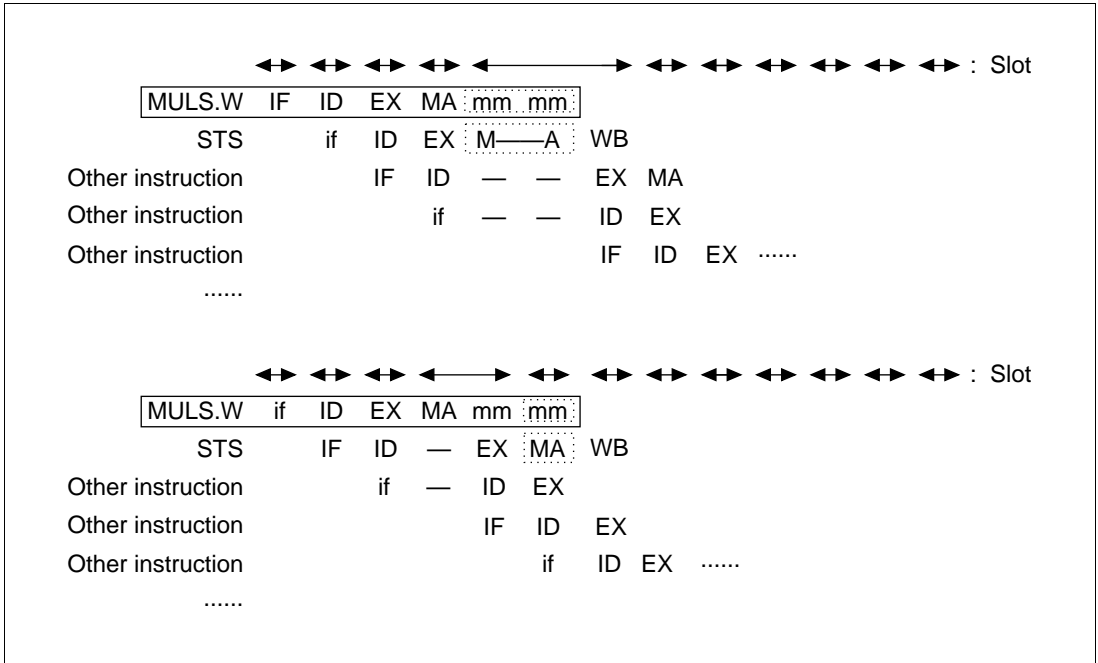 : Slot
MULS.W IF ID EX MA mm mm
STS if ID EX M——A WB
Other instruction IF ID — — EX MA
Other instruction if — — ID EX
Other instruction IF ID EX ······
······
: Slot
MULS.W if ID EX MA mm mm
STS IF ID — EX MA WB
Other instruction if — ID EX
Other instruction IF ID EX
Other instruction if ID EX ······
······